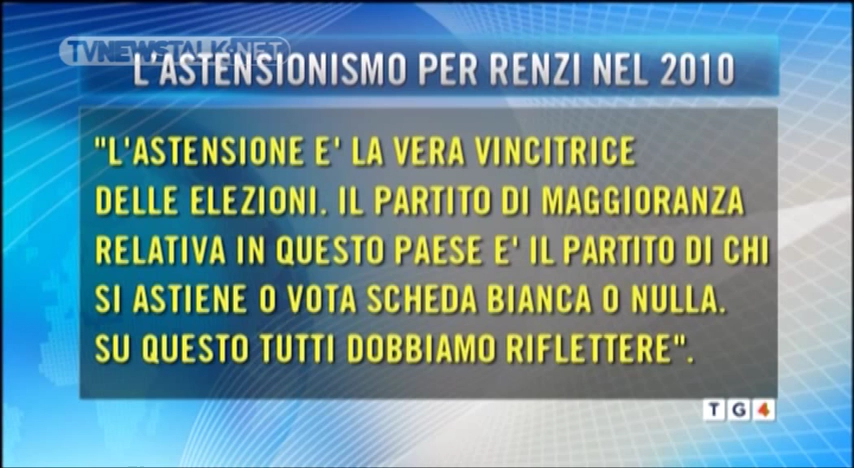 TVNEWSTALK.NET
L'ASTENSIONISMO PER RENZI NEL 2010
"L'ASTENSIONE E' LA VERA VINCITRICE
DELLE ELEZIONI. IL PARTITO DI MAGGIORANZA
RELATIVA IN QUESTO PAESE E' IL PARTITO DI CHI
SI ASTIENE O VOTA SCHEDA BIANCA O NULLA.
SU QUESTO TUTTI DOBBIAMO RIFLETTERE".
TG4